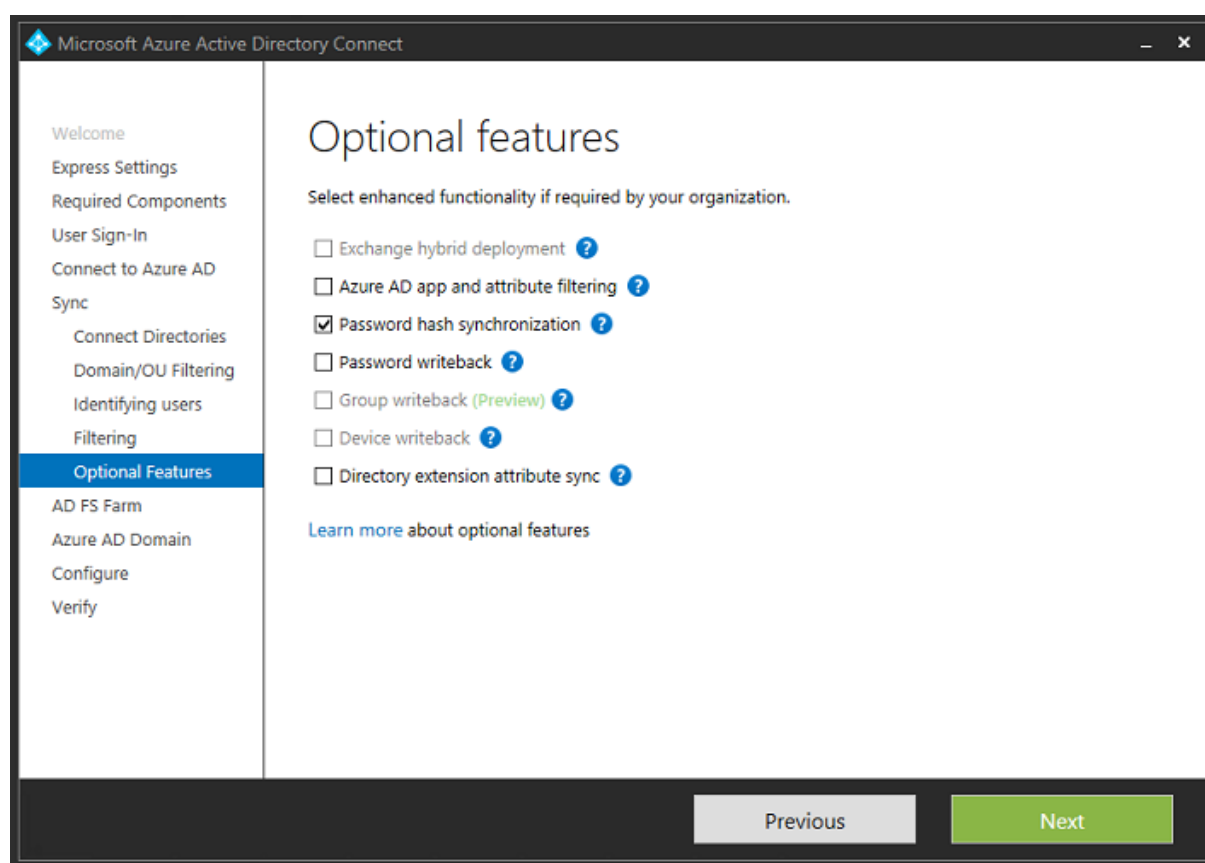 Microsoft Azure Active Directory Connect
Welcome
Express Settings
Required Components
User Sign-In
Connect to Azure AD
Sync
Connect Directories
Domain/OU Filtering
Identifying users
Filtering
Optional Features
AD FS Farm
Azure AD Domain
Configure
Verify
Optional features
Select enhanced functionality if required by your organization.
Exchange hybrid deployment ?
Azure AD app and attribute filtering ?
Password hash synchronization ?
Password writeback ?
Group writeback (Preview) ?
Device writeback ?
Directory extension attribute sync ?
Learn more about optional features
Previous
Next